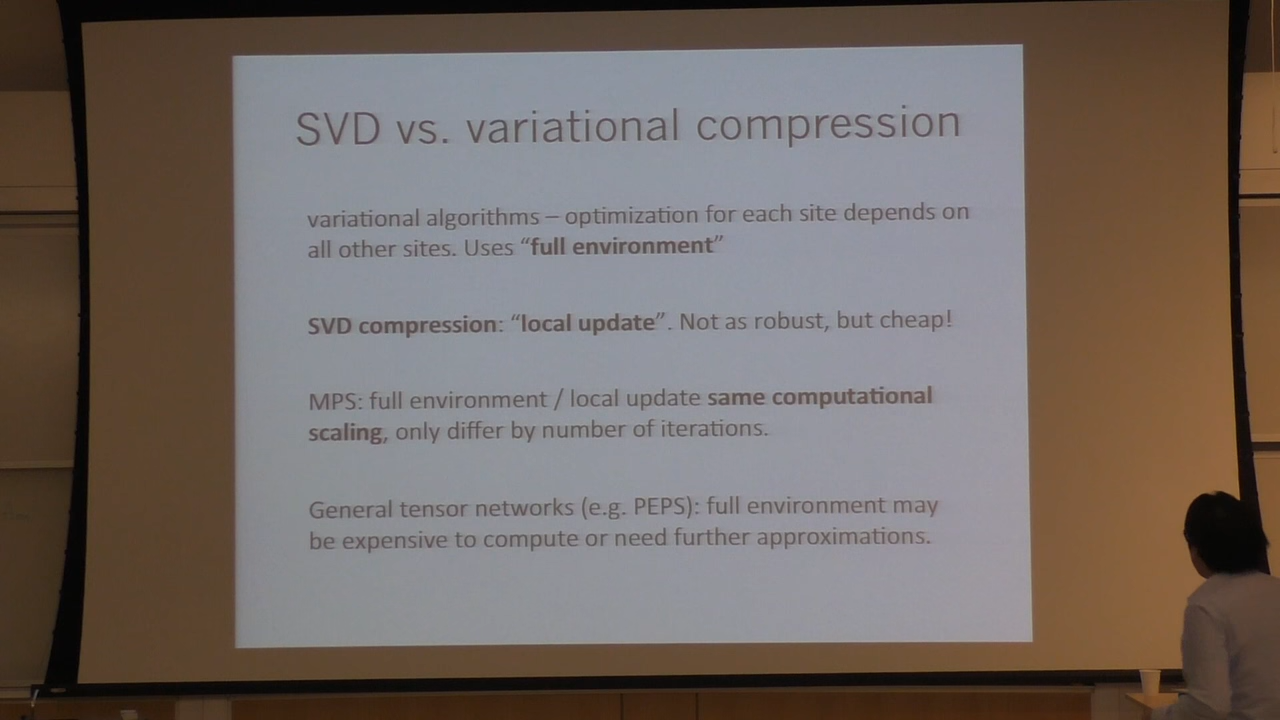 SVD vs. variational compression
variational algorithms – optimization for each site depends on
all other sites. Uses “full environment”
SVD compression: “local update”. Not as robust, but cheap!
MPS: full environment / local update same computational
scaling, only differ by number of iterations.
General tensor networks (e.g. PEPS): full environment may
be expensive to compute or need further approximations.